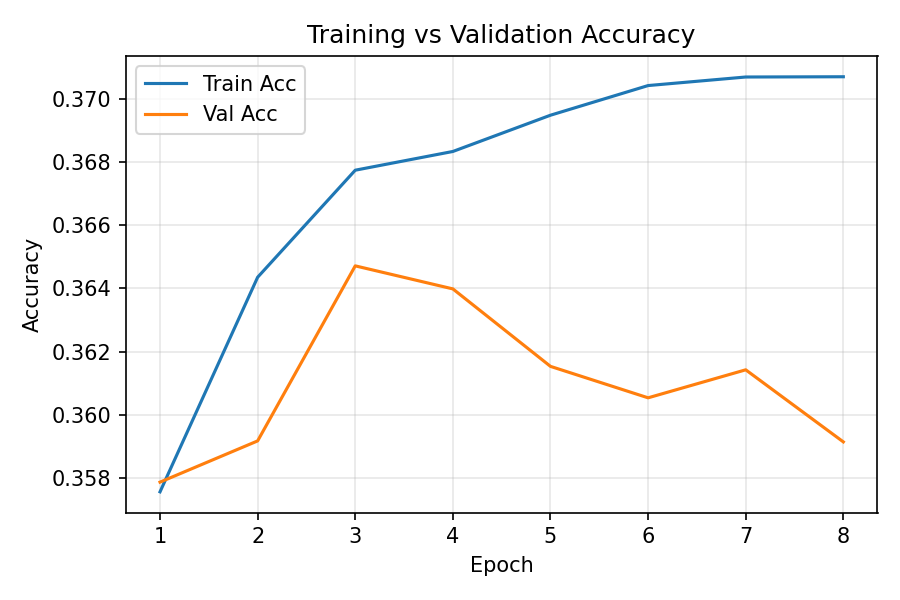 Training vs Validation Accuracy
Train Acc
Val Acc
0.370
0.368
0.366
0.364
0.362
0.360
0.358
Accuracy
1 2 3 4 5 6 7 8
Epoch